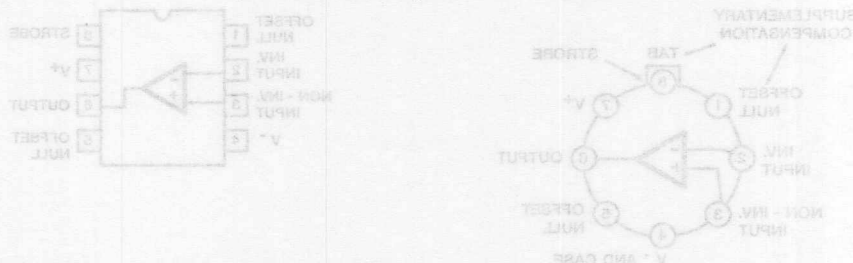 OFFSET
NULL
1
STROBE
8
INV.
INPUT
2
V+
7
NON - INV.
INPUT
3
OUTPUT
6
V -
4
OFFSET
NULL
5
-
+
SUPPLEMENTARY
COMPENSATION
TAB
STROBE
8
OFFSET
NULL
1
V+
7
INV.
INPUT
2
OUTPUT
6
-
+
NON - INV.
INPUT
3
OFFSET
NULL
5
4
V - AND CASE